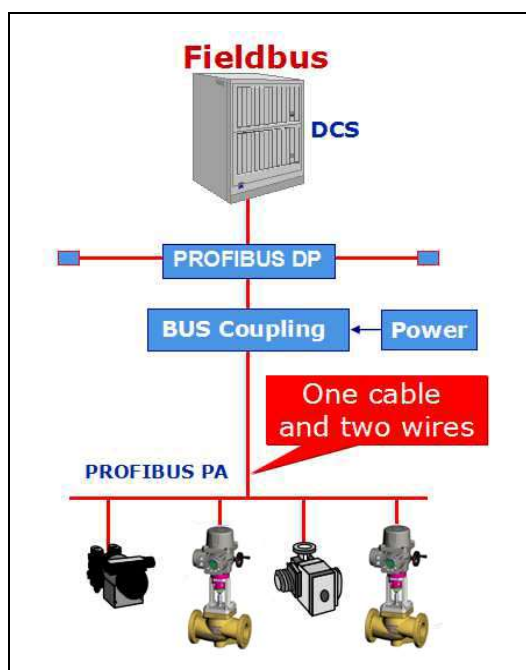 Fieldbus
DCS
PROFIBUS DP
BUS Coupling
Power
One cable
and two wires
PROFIBUS PA